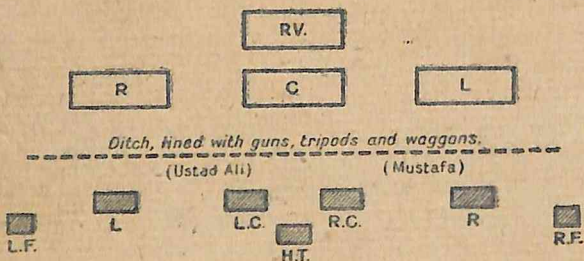 RV.
R C L
Ditch, lined with guns, tripods and waggons.
(Ustad Ali) (Mustafa)
L L.C. R.C. R
L.F. H.T. R.F.